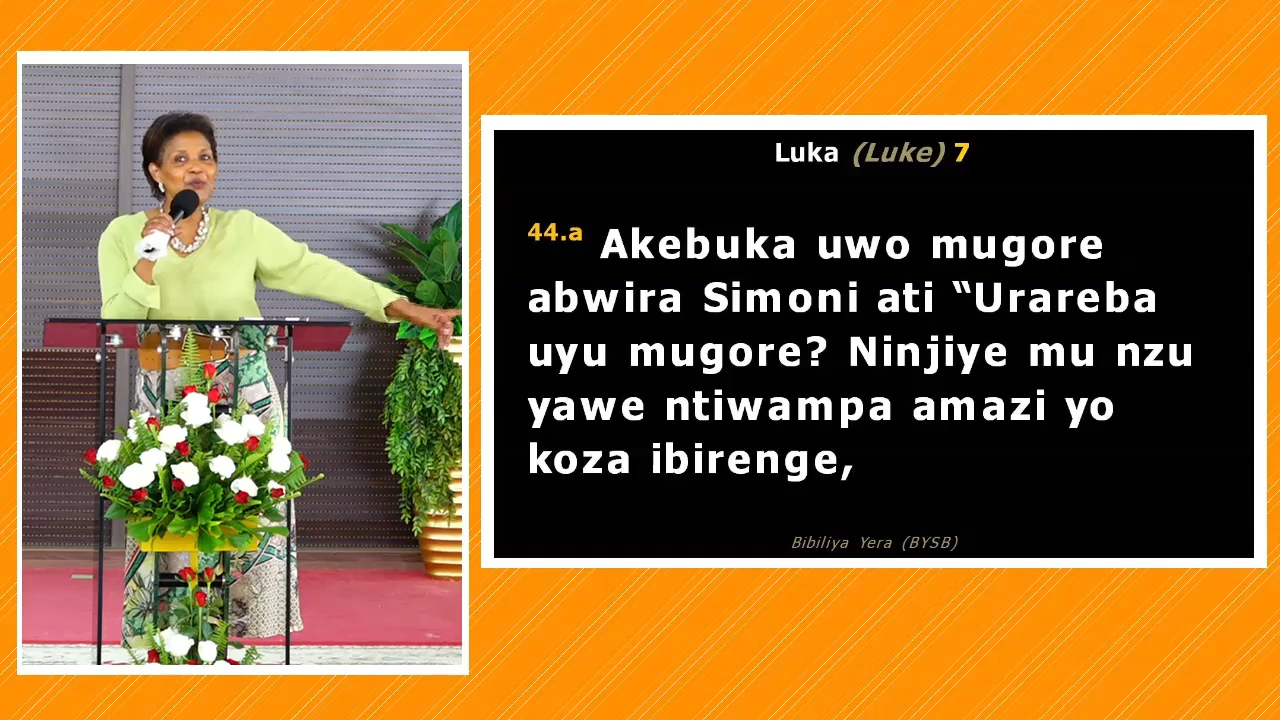 Luka (Luke) 7
44.a Akebuka uwo mugore
abwira Simoni ati “Urareba
uyu mugore? Ninjiye mu nzu
yawe ntiwampa amazi yo
koza ibirenge,
Bibiliya Yera (BYSB)